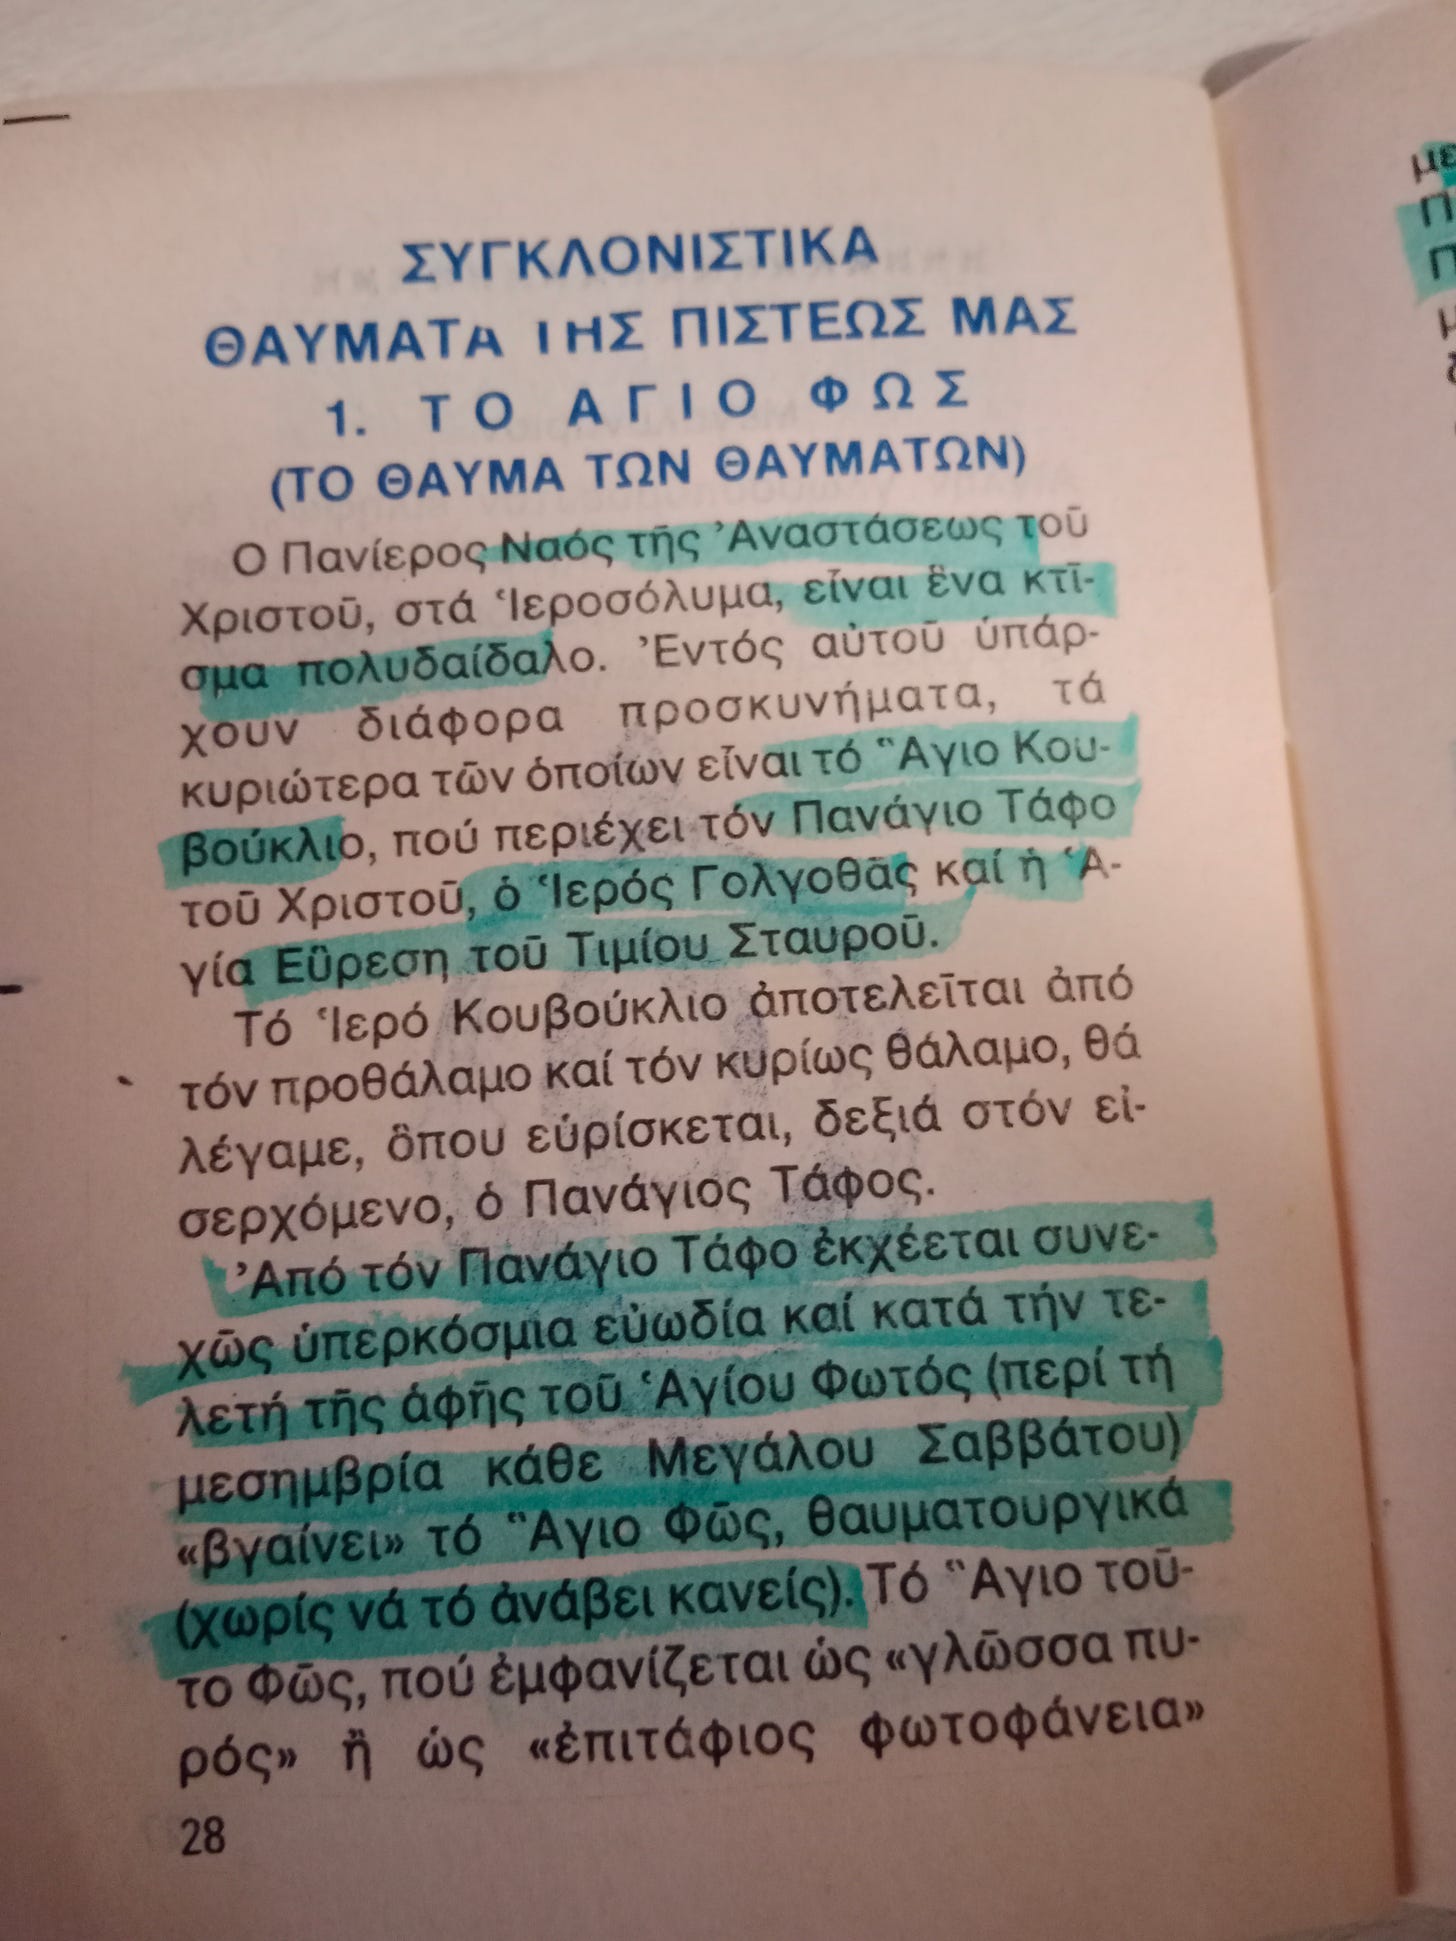 ΣΥΓΚΛΟΝΙΣΤΙΚΑ
ΘΑΥΜΑΤΑ ΤΗΣ ΠΙΣΤΕΩΣ ΜΑΣ
1. ΤΟ ΑΓΙΟ ΦΩΣ
(ΤΟ ΘΑΥΜΑ ΤΩΝ ΘΑΥΜΑΤΩΝ)
Ο Πανίερος Ναός τῆς Ἀναστάσεως τοῦ
Χριστοῦ, στά Ἱεροσόλυμα, εἶναι ἕνα κτῖ-
σμα πολυδαίδαλο. Ἐντός αὐτοῦ ὑπάρ-
χουν διάφορα προσκυνήματα, τά
κυριώτερα τῶν ὁποίων εἶναι τό Ἅγιο Κου-
βούκλιο, πού περιέχει τόν Πανάγιο Τάφο
τοῦ Χριστοῦ, ὁ Ἱερός Γολγοθᾶς καί ἡ Ἁ-
γία Εὕρεση τοῦ Τιμίου Σταυροῦ.
Τό Ἱερό Κουβούκλιο ἀποτελεῖται ἀπό
τόν προθάλαμο καί τόν κυρίως θάλαμο, θά
λέγαμε, ὅπου εὑρίσκεται, δεξιά στόν εἰ-
σερχόμενο, ὁ Πανάγιος Τάφος.
Ἀπό τόν Πανάγιο Τάφο ἐκχέεται συνε-
χῶς ὑπερκόσμια εὐωδία καί κατά τήν τε-
λετή τῆς ἁφῆς τοῦ Ἁγίου Φωτός (περί τή
μεσημβρία κάθε Μεγάλου Σαββάτου)
«βγαίνει» τό Ἅγιο Φῶς, θαυματουργικά
(χωρίς νά τό ἀνάβει κανείς). Τό Ἅγιο τοῦ-
το Φῶς, πού ἐμφανίζεται ὡς «γλῶσσα πυ-
ρός» ἤ ὡς «ἐπιτάφιος φωτοφάνεια»
28